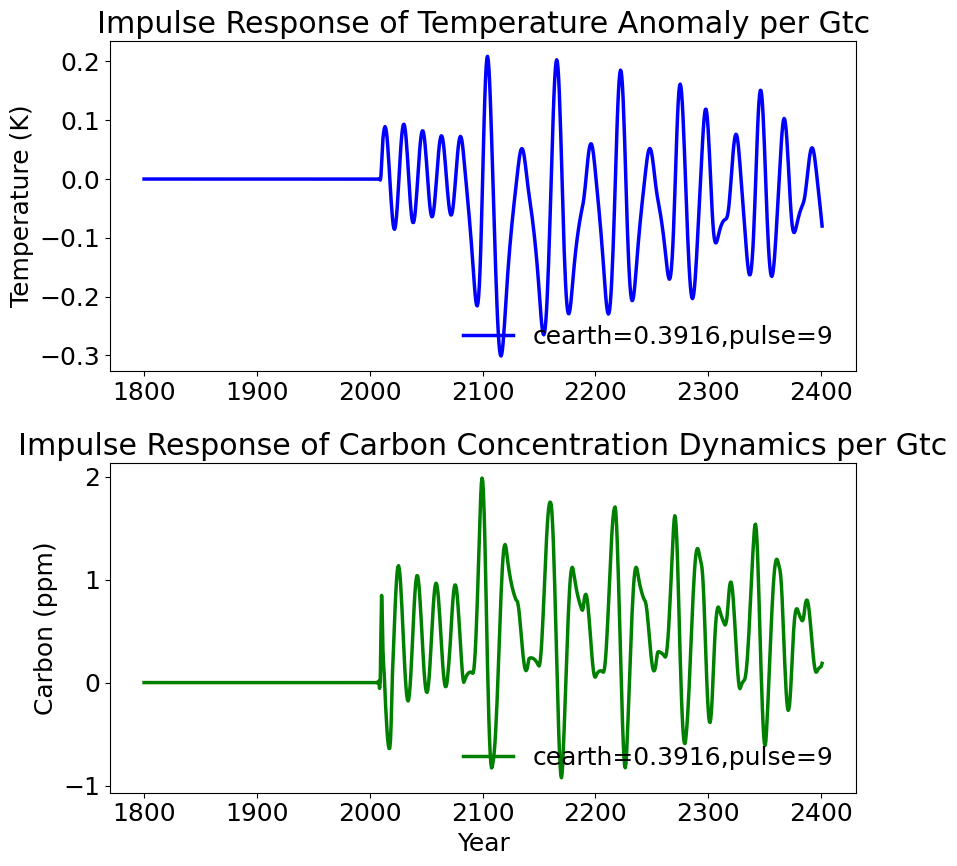 Impulse Response of Temperature Anomaly per Gtc
Temperature (K)
0.2
0.1
0.0
−0.1
−0.2
−0.3
cearth=0.3916,pulse=9
1800 1900 2000 2100 2200 2300 2400
Impulse Response of Carbon Concentration Dynamics per Gtc
Carbon (ppm)
2
1
0
−1
cearth=0.3916,pulse=9
1800 1900 2000 2100 2200 2300 2400
Year